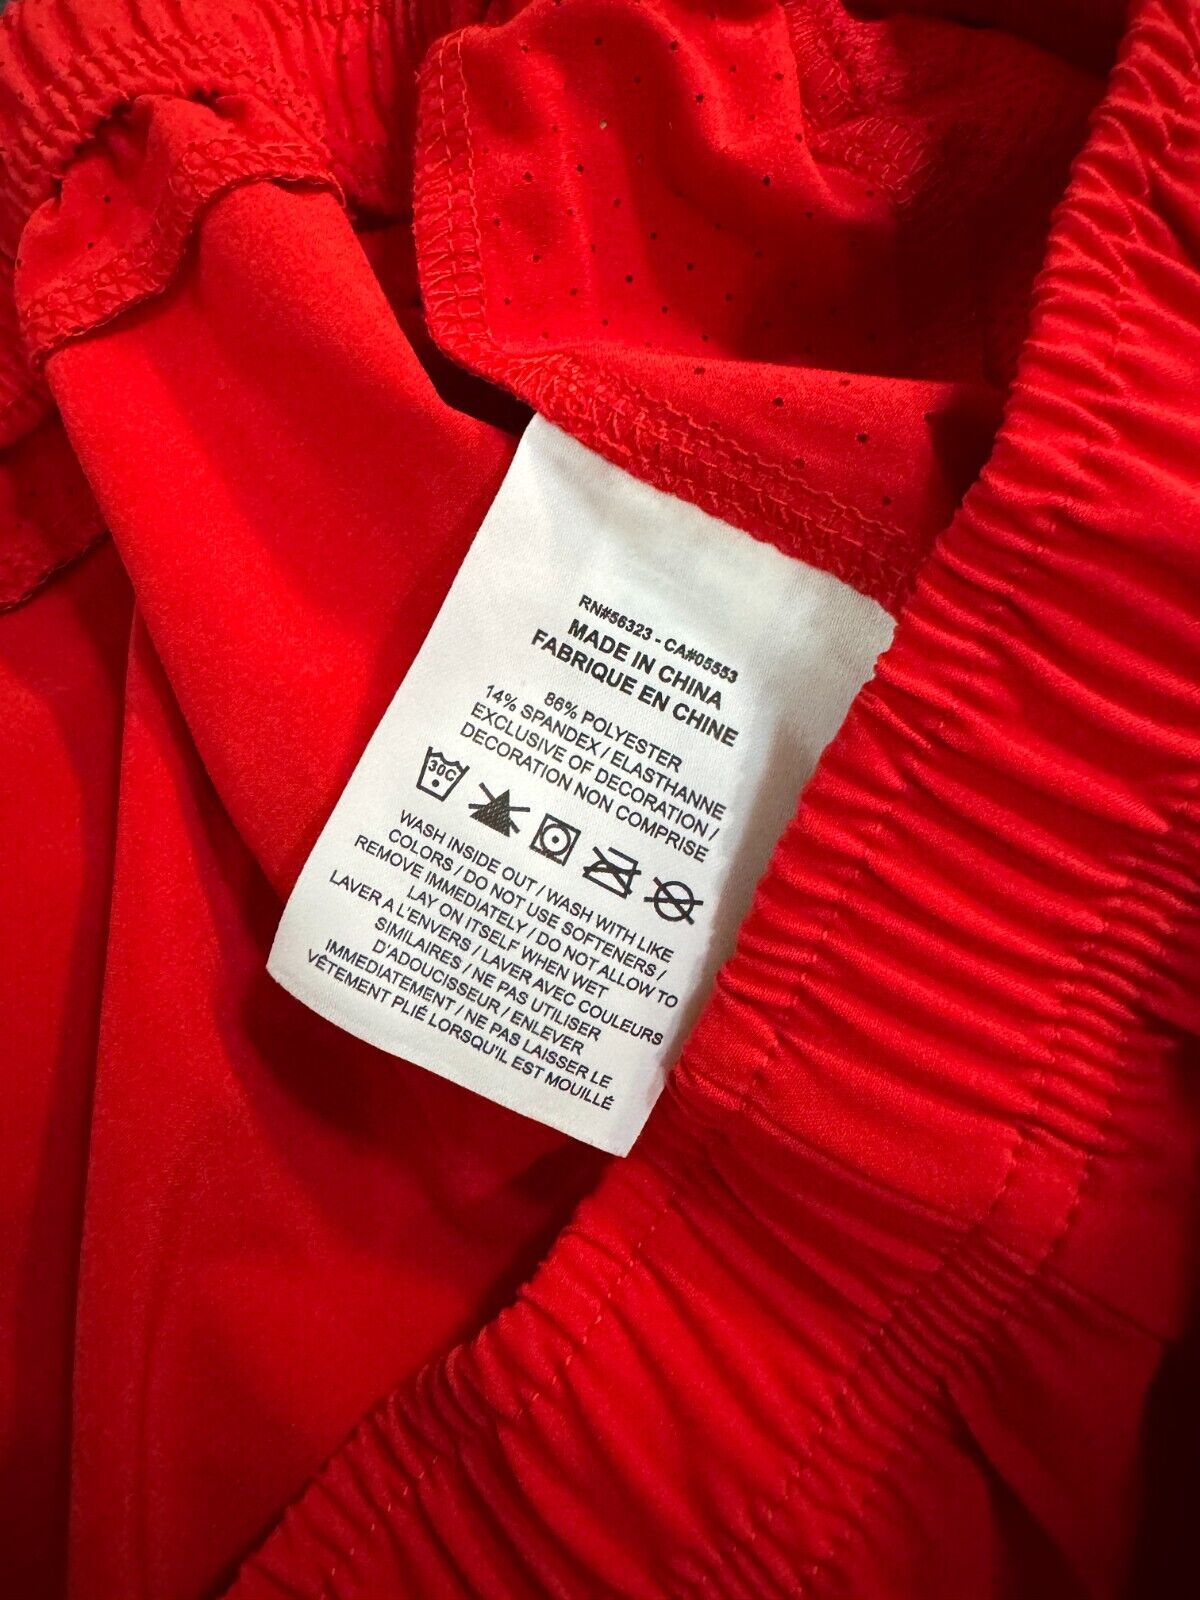 RN#56323 - CA#05553
MADE IN CHINA
FABRIQUE EN CHINE
86% POLYESTER
14% SPANDEX / ELASTHANNE
EXCLUSIVE OF DECORATION /
DECORATION NON COMPRISE
30C
WASH INSIDE OUT / WASH WITH LIKE
COLORS / DO NOT USE SOFTENERS /
REMOVE IMMEDIATELY / DO NOT ALLOW TO
LAY ON ITSELF WHEN WET
LAVER A L'ENVERS / LAVER AVEC COULEURS
SIMILAIRES / NE PAS UTILISER
D'ADOUCISSEUR / ENLEVER
IMMEDIATEMENT / NE PAS LAISSER LE
VÊTEMENT PLIÉ LORSQU'IL EST MOUILLÉ